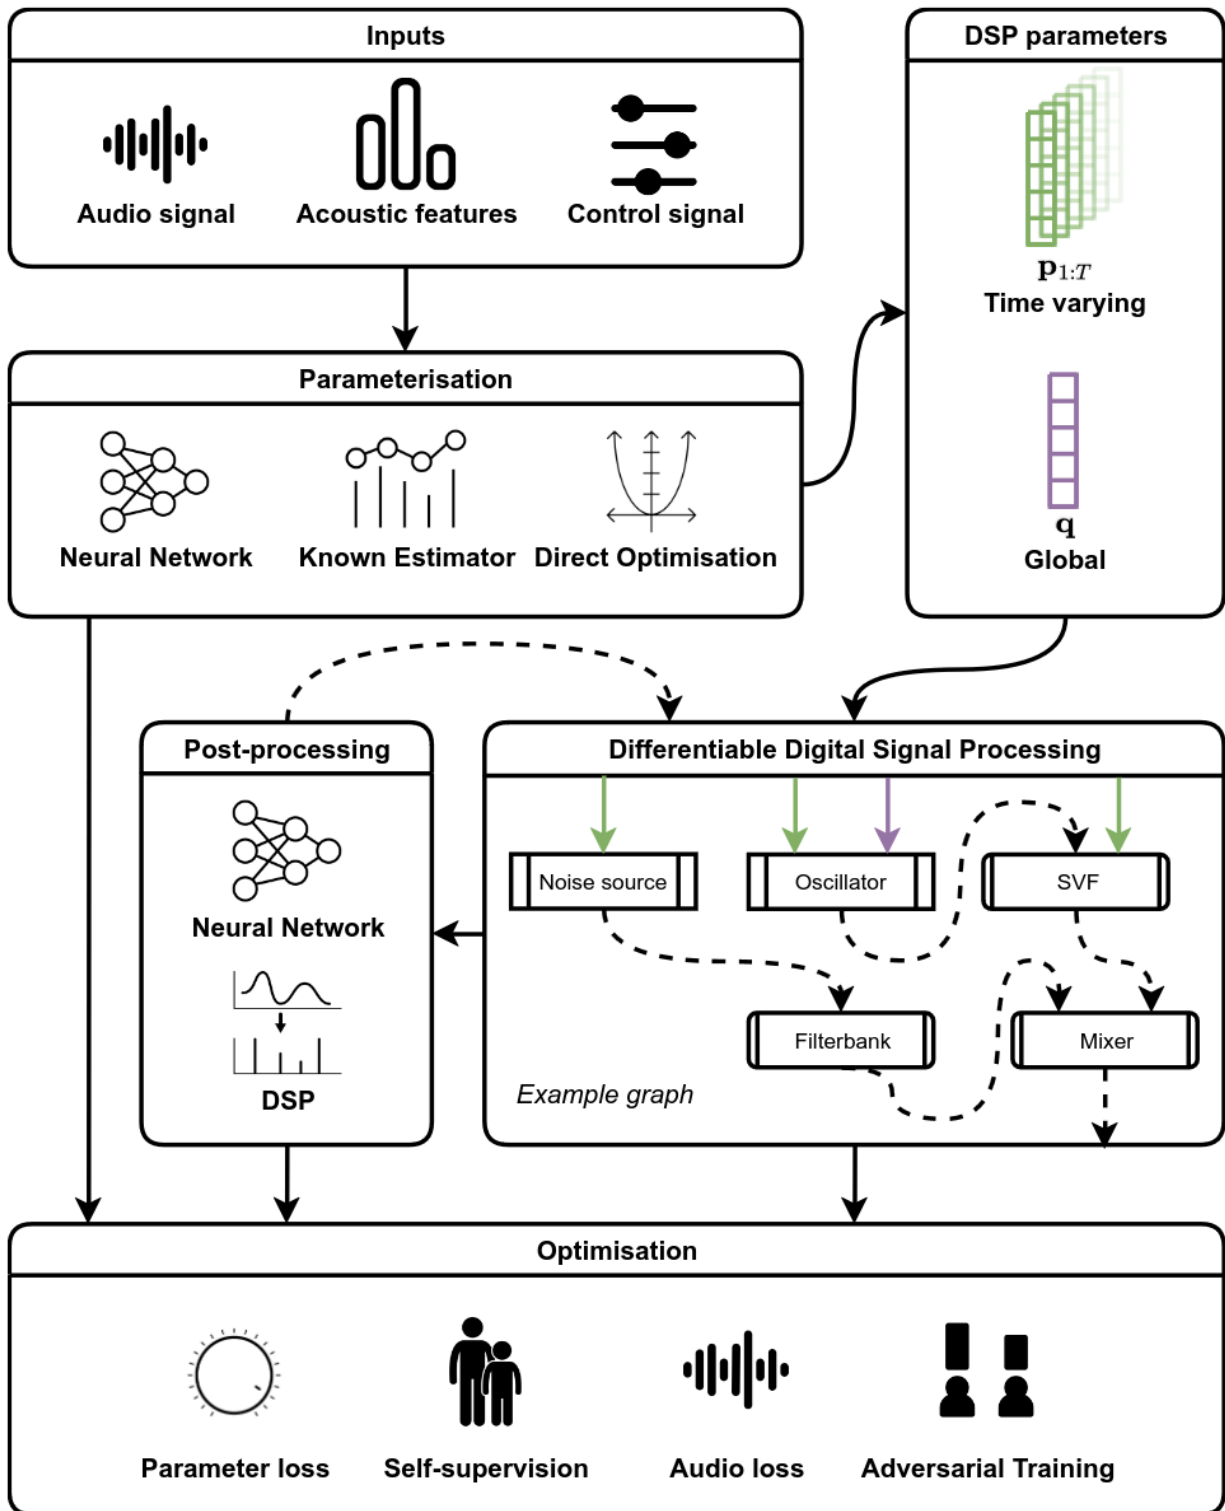 Inputs
Audio signal
Acoustic features
Control signal
DSP parameters
p1:T
Time varying
q
Global
Parameterisation
Neural Network
Known Estimator
Direct Optimisation
Post-processing
Neural Network
DSP
Differentiable Digital Signal Processing
Noise source
Oscillator
SVF
Filterbank
Mixer
Example graph
Optimisation
Parameter loss
Self-supervision
Audio loss
Adversarial Training